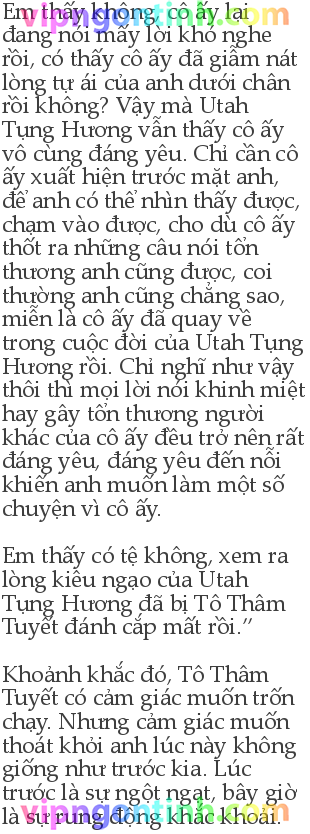 Em thấy không, cô ấy lại
đang nói mấy lời khó nghe
rồi, có thấy cô ấy đã giẫm nát
lòng tự ái của anh dưới chân
rồi không? Vậy mà Utah
Tụng Hương vẫn thấy cô ấy
vô cùng đáng yêu. Chỉ cần cô
ấy xuất hiện trước mặt anh,
để anh có thể nhìn thấy được,
chạm vào được, cho dù cô ấy
thốt ra những câu nói tổn
thương anh cũng được, coi
thường anh cũng chẳng sao,
miễn là cô ấy đã quay về
trong cuộc đời của Utah Tụng
Hương rồi. Chỉ nghĩ như vậy
thôi thì mọi lời nói khinh miệt
hay gây tổn thương người
khác của cô ấy đều trở nên rất
đáng yêu, đáng yêu đến nỗi
khiến anh muốn làm một số
chuyện vì cô ấy.
Em thấy có tệ không, xem ra
lòng kiêu ngạo của Utah
Tụng Hương đã bị Tô Thâm
Tuyết đánh cắp mất rồi.”
Khoảnh khắc đó, Tô Thâm
Tuyết có cảm giác muốn trốn
chạy. Nhưng cảm giác muốn
thoát khỏi anh lúc này không
giống như trước kia. Lúc
trước là sự ngột ngạt, bây giờ
là sự rung động khắc khoải.
vipngontinh.com
vipngontinh.com